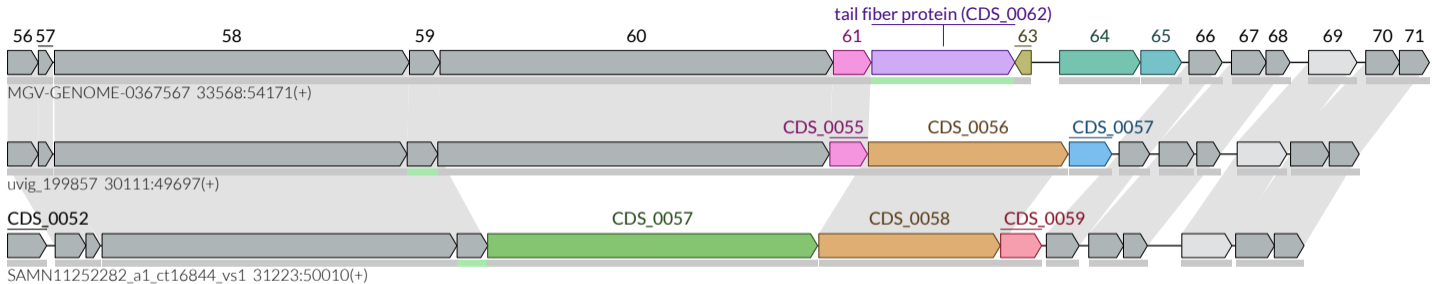 tail fiber protein (CDS_0062)
56 57 58 59 60 61 63 64 65 66 67 68 69 70 71
MGV-GENOME-0367567 33568:54171(+)
CDS_0055 CDS_0056 CDS_0057
uvig_199857 30111:49697(+)
CDS_0052 CDS_0057 CDS_0058 CDS_0059
SAMN11252282_a1_ct16844_vs1 31223:50010(+)